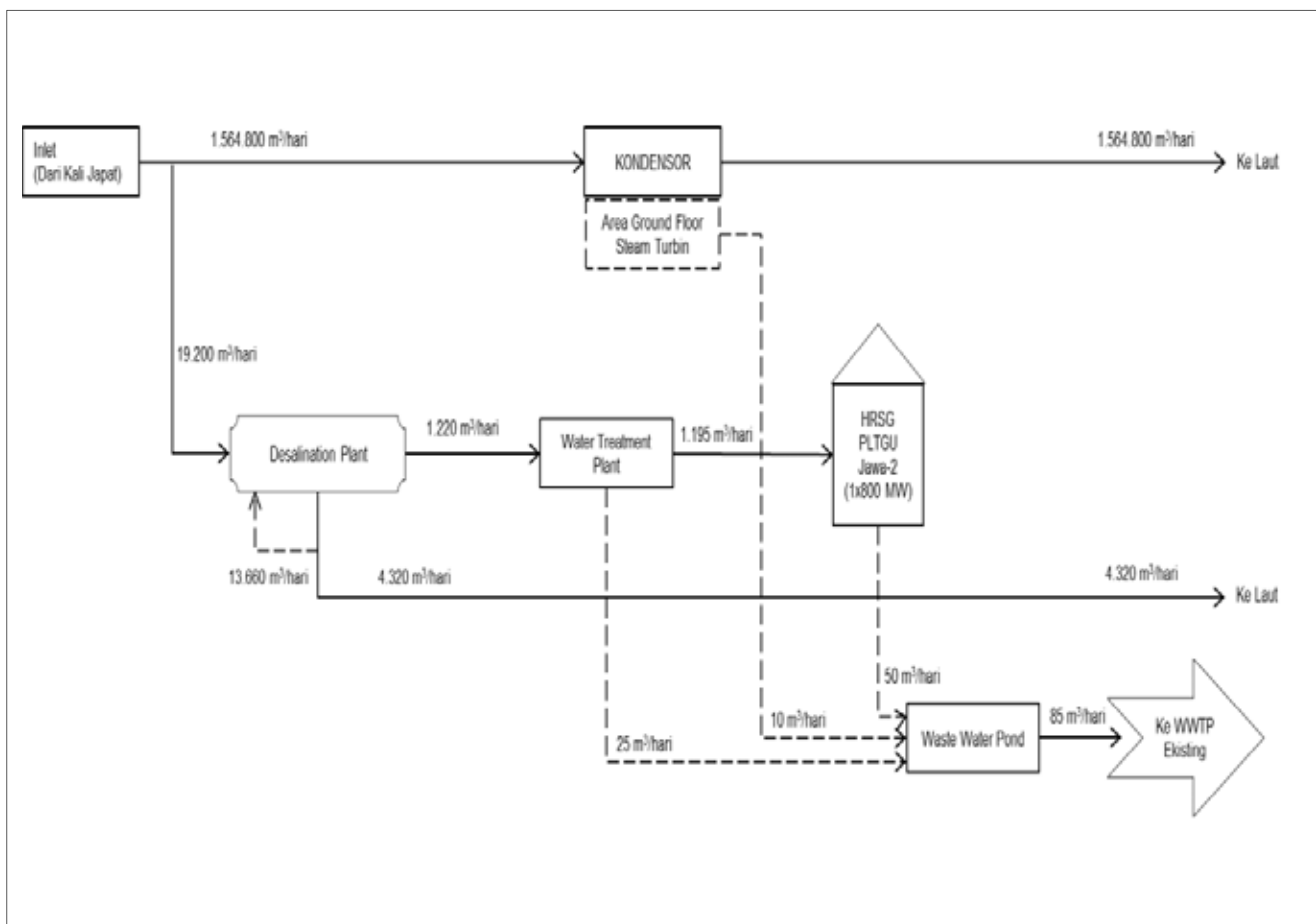 1.564.800 m³/hari
1.564.800 m³/hari
Inlet
(Dari Kali Japat)
KONDENSOR
Ke Laut
Area Ground Floor
Steam Turbin
19.200 m³/hari
1.220 m³/hari
1.195 m³/hari
Desalination Plant
Water Treatment
Plant
HRSG
PLTGU
Jawa-2
(1x800 MW)
13.660 m³/hari
4.320 m³/hari
4.320 m³/hari
Ke Laut
50 m³/hari
10 m³/hari
25 m³/hari
Waste Water Pond
85 m³/hari
Ke WWTP
Ekisting